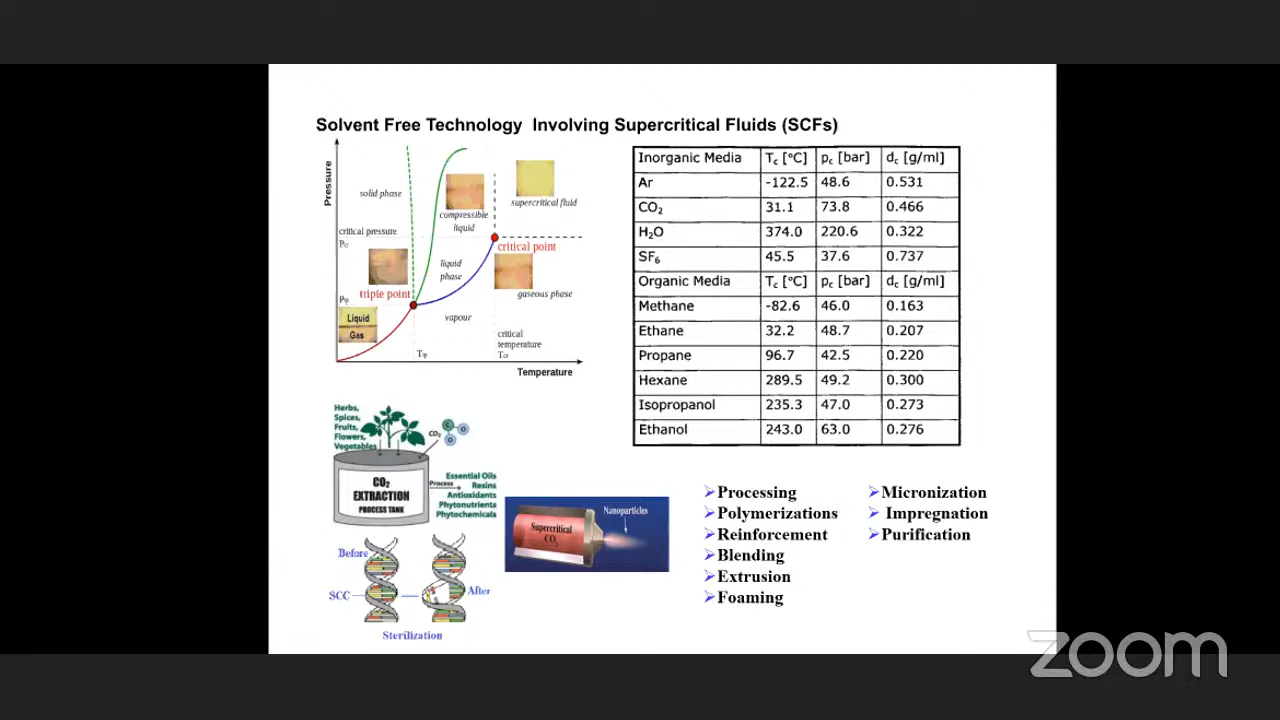 Solvent Free Technology Involving Supercritical Fluids (SCFs)
Pressure
solid phase
compressible
liquid
supercritical fluid
critical pressure
critical point
liquid
phase
gaseous phase
ttiple point
Liquid
Gas
vapour
critical
temperature
Temperature
Inorganic Media Tc [°C] pc [bar] dc [g/ml]
Ar -122.5 48.6 0.531
CO₂ 31.1 73.8 0.466
H₂O 374.0 220.6 0.322
SF₆ 45.5 37.6 0.737
Organic Media Tc [°C] pc [bar] dc [g/ml]
Methane -82.6 46.0 0.163
Ethane 32.2 48.7 0.207
Propane 96.7 42.5 0.220
Hexane 289.5 49.2 0.300
Isopropanol 235.3 47.0 0.273
Ethanol 243.0 63.0 0.276
Herbs,
Spices,
Fruits,
Flowers,
Vegetables
CO₂
C
O
O
CO₂
EXTRACTION
PROCESS TANK
Process
Essential Oils
Resins
Antioxidants
Phytonutrients
Phytochemicals
Supercritical
CO₂
Nanoparticles
Before
SCC
After
Sterilization
➢Processing
➢Polymerizations
➢Reinforcement
➢Blending
➢Extrusion
➢Foaming
➢Micronization
➢ Impregnation
➢Purification
zoom